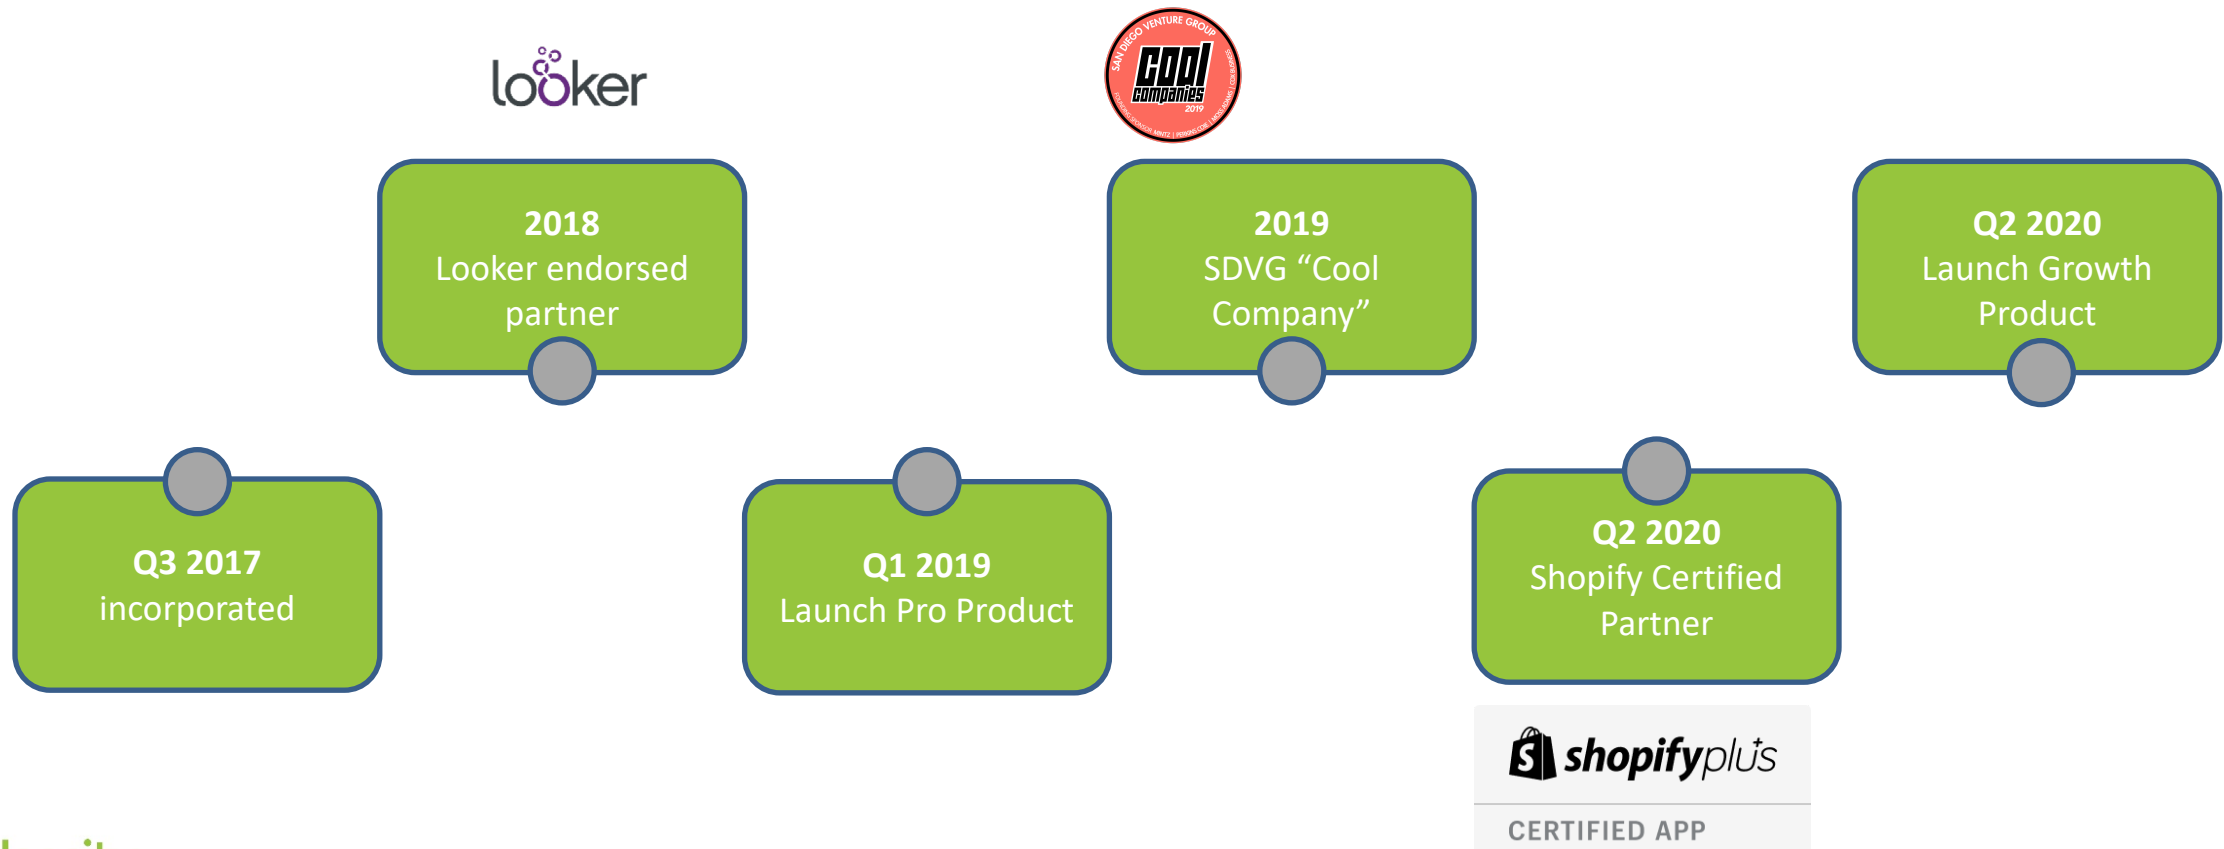 looker
SAN DIEGO VENTURE GROUP
cool
companies
2019
2018
Looker endorsed
partner
2019
SDVG “Cool
Company”
Q2 2020
Launch Growth
Product
Q3 2017
incorporated
Q1 2019
Launch Pro Product
Q2 2020
Shopify Certified
Partner
shopifyplus
CERTIFIED APP